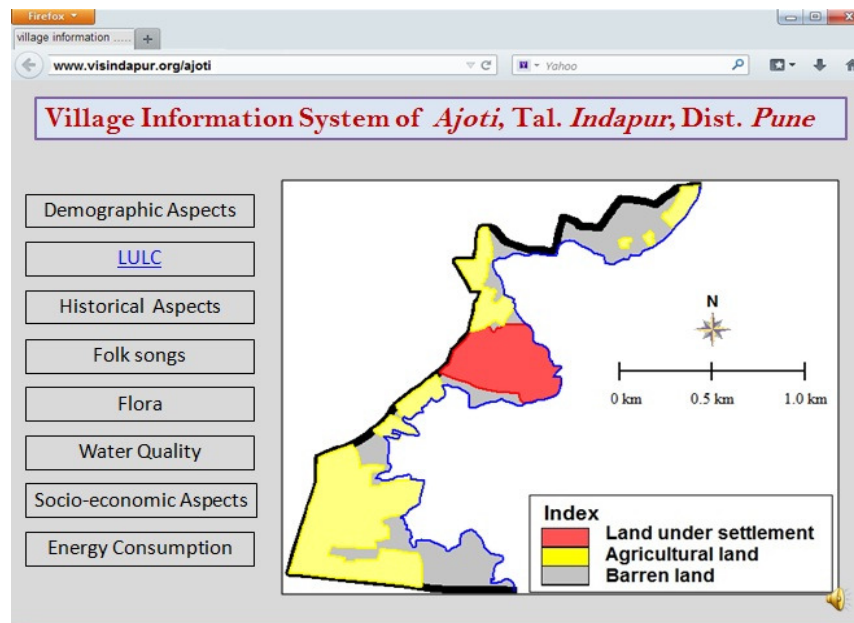 Firefox
village information .....
www.visindapur.org/ajoti
Yahoo
Village Information System of Ajoti, Tal. Indapur, Dist. Pune
Demographic Aspects
LULC
Historical Aspects
Folk songs
Flora
Water Quality
Socio-economic Aspects
Energy Consumption
N
0 km 0.5 km 1.0 km
Index
Land under settlement
Agricultural land
Barren land